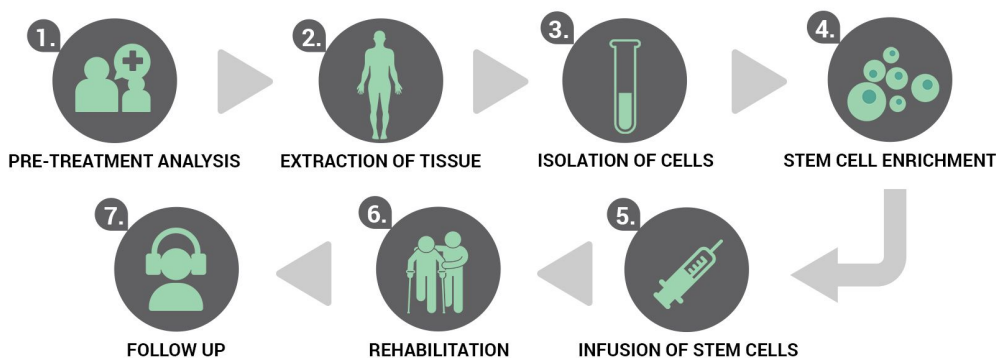 1.
PRE-TREATMENT ANALYSIS
2.
EXTRACTION OF TISSUE
3.
ISOLATION OF CELLS
4.
STEM CELL ENRICHMENT
5.
INFUSION OF STEM CELLS
6.
REHABILITATION
7.
FOLLOW UP